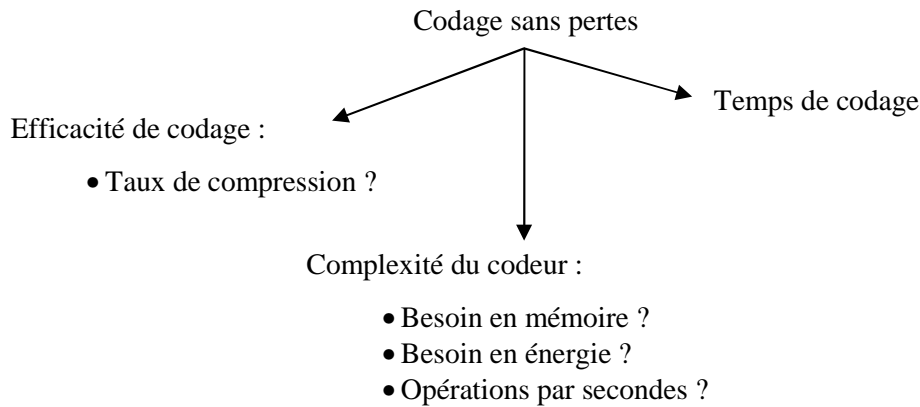 Codage sans pertes
Temps de codage
Efficacité de codage :
• Taux de compression ?
Complexité du codeur :
• Besoin en mémoire ?
• Besoin en énergie ?
• Opérations par secondes ?